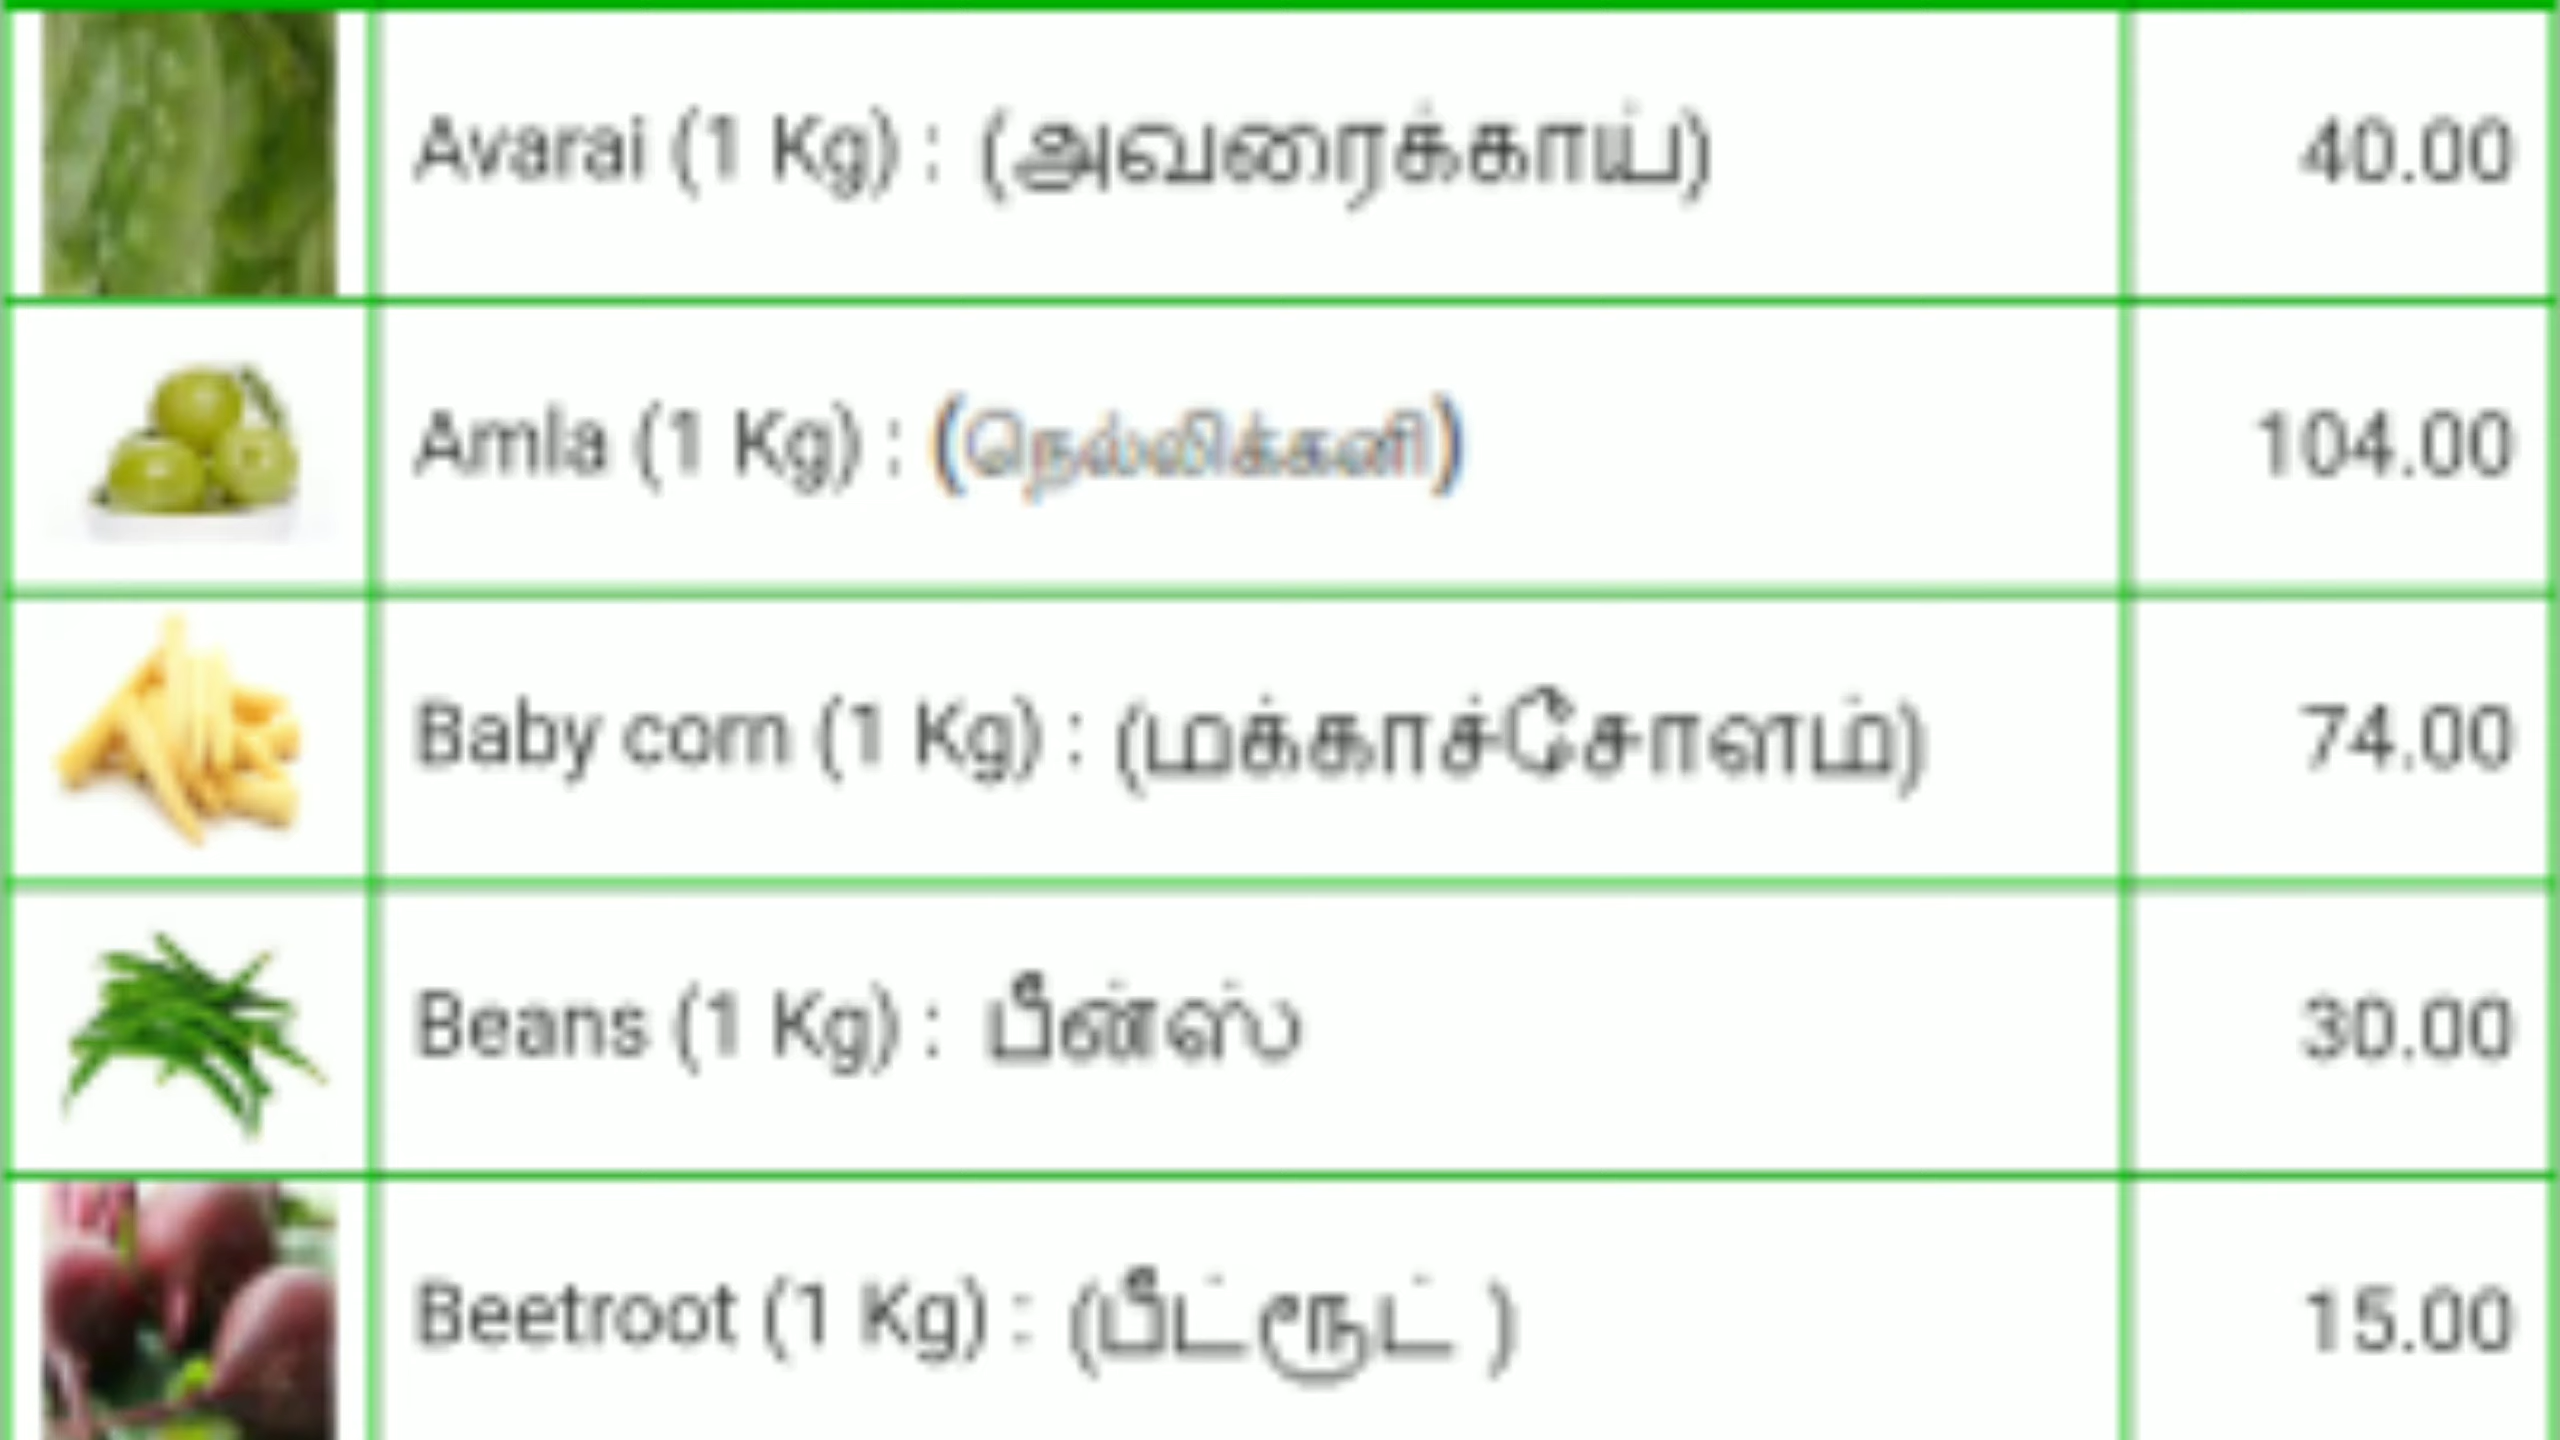 Avarai (1 Kg) : (அவரைக்காய்) 40.00
Amla (1 Kg) : (நெல்லிக்கனி) 104.00
Baby corn (1 Kg) : (மக்காச்சோளம்) 74.00
Beans (1 Kg) : பீன்ஸ் 30.00
Beetroot (1 Kg) : (பீட்ரூட் ) 15.00